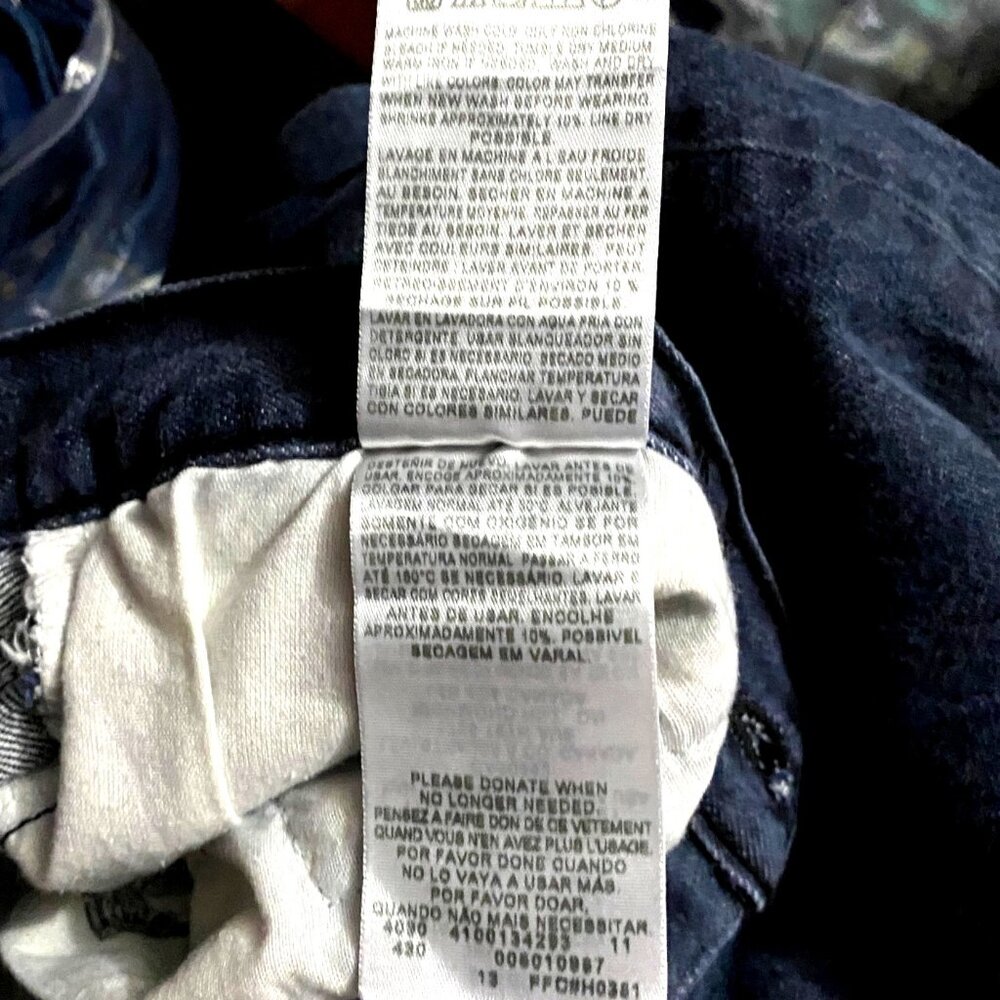 MACHINE WASH COLD. ONLY NON CHLORINE
BLEACH IF NEEDED. TUMBLE DRY MEDIUM.
WARM IRON IF NEEDED. WASH AND DRY
WITH LIKE COLORS. COLOR MAY TRANSFER
WHEN NEW WASH BEFORE WEARING.
SHRINKS APPROXIMATELY 10%. LINE DRY
POSSIBLE
LAVAGE EN MACHINE A L EAU FROIDE
BLANCHIMENT SANS CHLORE SEULEMENT
AU BESOIN. SECHER EN MACHINE A
TEMPERATURE MOYENNE. REPASSER AU FER
TIEDE AU BESOIN. LAVER ET SECHER
AVEC COULEURS SIMILAIRES. PEUT
DETEINDRE: LAVER AVANT DE PORTER.
RETRECISSEMENT D'ENVIRON 10 %
SECHAGE SUR FIL POSSIBLE
LAVAR EN LAVADORA CON AGUA FRIA CON
DETERGENTE. USAR BLANQUEADOR SIN
CLORO SI ES NECESSARIO. SECADO MEDIO
SECADORA. PLANCHAR TEMPERATURA
TIBIA SI ES NECESARIO. LAVAR Y SECAR
CON COLORES SIMILARES. PUEDE
DESTEÑIR DE NUEVO. LAVAR ANTES DE
USAR. ENCOGE APROXIMADAMENTE 10%.
COLGAR PARA SECAR SI ES POSIBLE.
NORMAL ATÉ 30°C. ALVEJANTE
SOMENTE COM OXIGENIO SE FOR
NECESSÁRIO SECAGEM EM TAMBOR EM
TEMPERATURA NORMAL. PASSAR A FERRO
ATÉ 150°C SE NECESSÁRIO. LAVAR E
SECAR COM CORES SEMELHANTES. LAVAR
ANTES DE USAR. ENCOLHE
APROXIMADAMENTE 10%. POSSIVEL
SECAGEM EM VARAL.
PLEASE DONATE WHEN
NO LONGER NEEDED.
PENSEZ A FAIRE DON DE CE VETEMENT
QUAND VOUS N'EN AVEZ PLUS L'USAGE.
POR FAVOR DONE CUANDO
NO LO VAYA A USAR MÁS.
POR FAVOR DOAR,
QUANDO NÃO MAIS NECESSITAR.
4030 4100134293 11
430 006010967
13 FFC#H0361